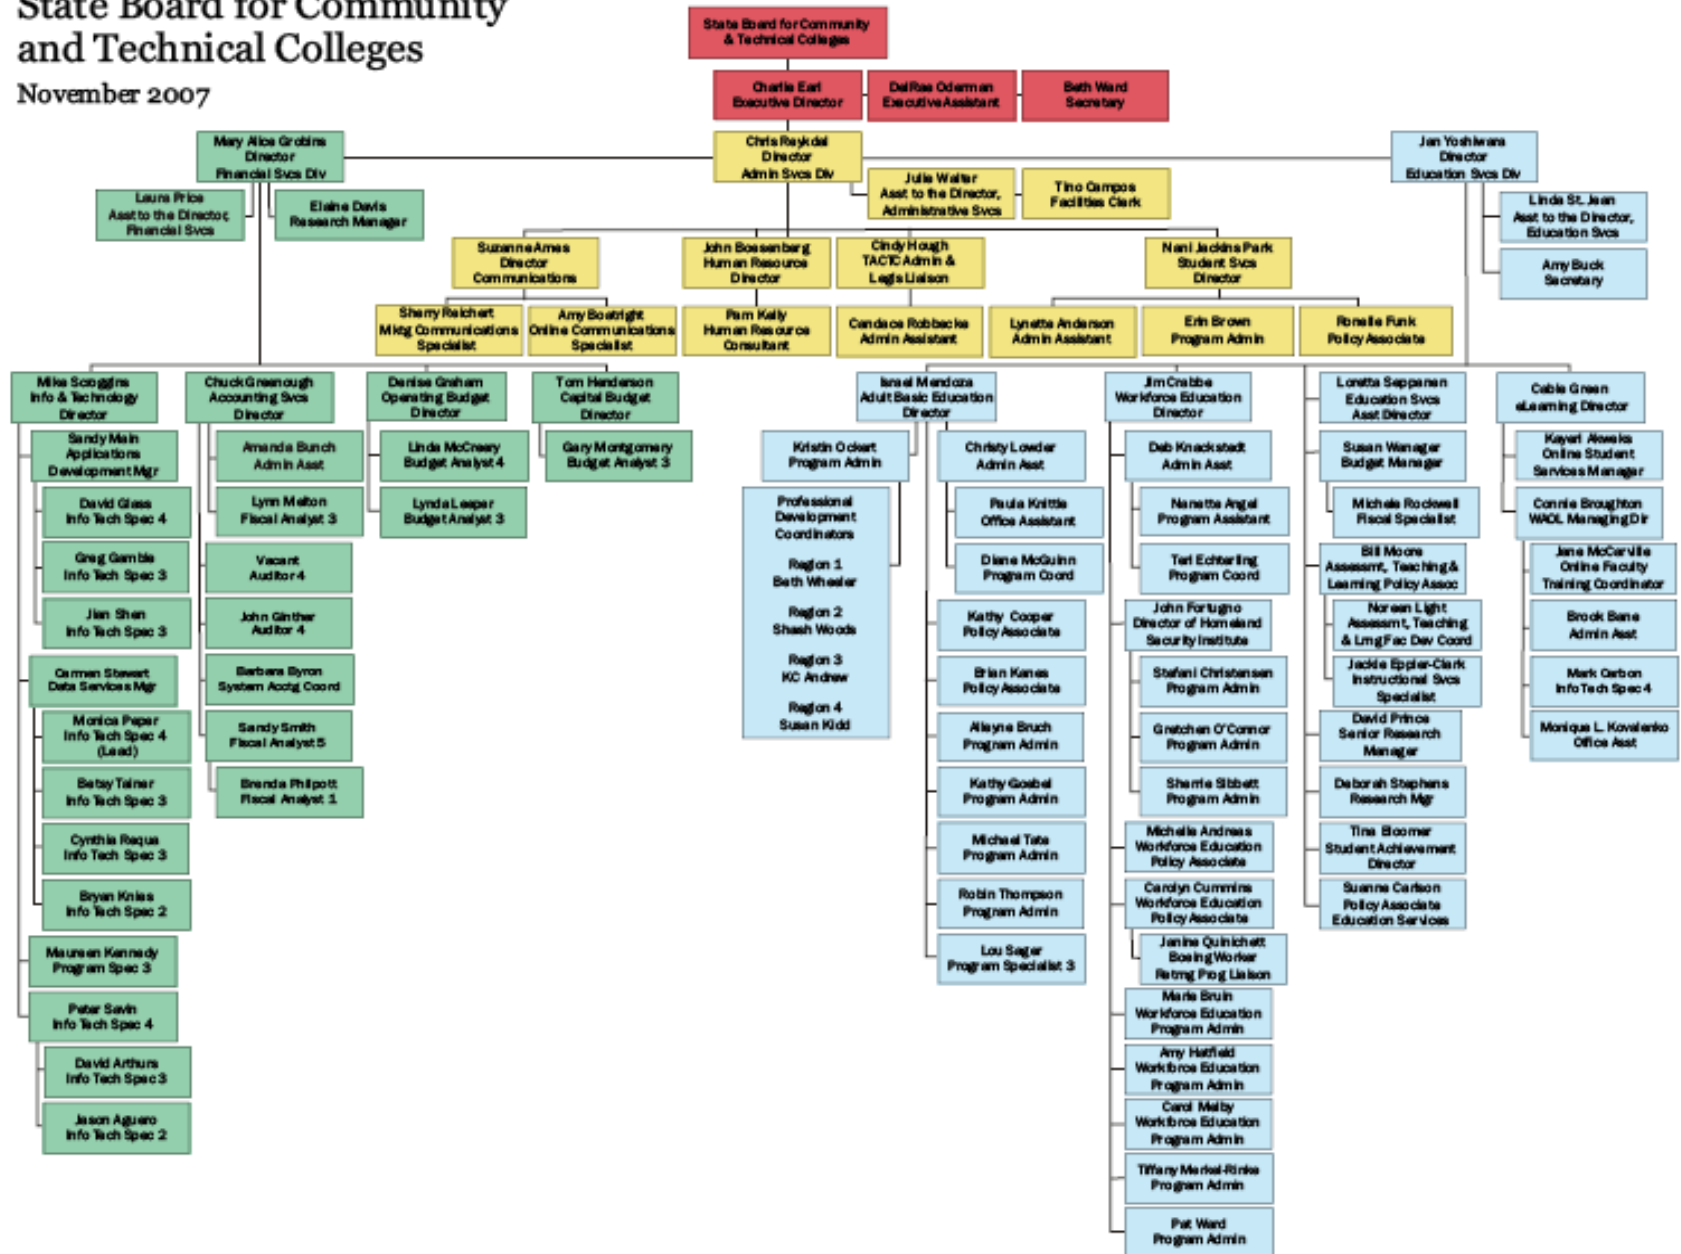 State Board for Community
and Technical Colleges
November 2007
State Board for Community
& Technical Colleges
Charlie Earl
Executive Director
DelRae Oderman
Executive Assistant
Beth Ward
Secretary
Mary Alice Grobins
Director
Financial Svcs Div
Chris Reykdal
Director
Admin Svcs Div
Jan Yoshiwara
Director
Education Svcs Div
Laura Price
Asst to the Director,
Financial Svcs
Elaine Davis
Research Manager
Julie Walter
Asst to the Director,
Administrative Svcs
Tino Campos
Facilities Clerk
Linda St. Jean
Asst to the Director,
Education Svcs
Amy Buck
Secretary
Suzanne Ames
Director
Communications
John Boesenberg
Human Resource
Director
Cindy Hough
TACTC Admin &
Legis Liaison
Nani Jackins Park
Student Svcs
Director
Sherry Reichert
Mktg Communications
Specialist
Amy Boatright
Online Communications
Specialist
Pam Kelly
Human Resource
Consultant
Candace Robbecke
Admin Assistant
Lynette Anderson
Admin Assistant
Erin Brown
Program Admin
Ronelle Funk
Policy Associate
Mike Scroggins
Info & Technology
Director
Sandy Main
Applications
Development Mgr
David Glass
Info Tech Spec 4
Greg Gamble
Info Tech Spec 3
Jian Shen
Info Tech Spec 3
Carmen Stewart
Data Services Mgr
Monica Peper
Info Tech Spec 4
(Lead)
Betsy Tainer
Info Tech Spec 3
Cynthia Requa
Info Tech Spec 3
Bryan Knies
Info Tech Spec 2
Maureen Kennedy
Program Spec 3
Peter Savin
Info Tech Spec 4
David Arthurs
Info Tech Spec 3
Jason Aguero
Info Tech Spec 2
Chuck Greenough
Accounting Svcs
Director
Amanda Bunch
Admin Asst
Lynn Melton
Fiscal Analyst 3
Vacant
Auditor 4
John Ginther
Auditor 4
Barbara Byron
System Acctg Coord
Sandy Smith
Fiscal Analyst 5
Brenda Philpott
Fiscal Analyst 1
Denise Graham
Operating Budget
Director
Linda McCreery
Budget Analyst 4
Lynda Leeper
Budget Analyst 3
Tom Henderson
Capital Budget
Director
Gary Montgomery
Budget Analyst 3
Israel Mendoza
Adult Basic Education
Director
Kristin Ockert
Program Admin
Professional
Development
Coordinators
Region 1
Beth Wheeler
Region 2
Shash Woods
Region 3
KC Andrew
Region 4
Susan Kidd
Christy Lowder
Admin Asst
Paula Knittle
Office Assistant
Diane McGuinn
Program Coord
Kathy Cooper
Policy Associate
Brian Kanes
Policy Associate
Alleyne Bruch
Program Admin
Kathy Goebel
Program Admin
Michael Tate
Program Admin
Robin Thompson
Program Admin
Lou Sager
Program Specialist 3
Jim Crabbe
Workforce Education
Director
Deb Knackstedt
Admin Asst
Nanette Angel
Program Assistant
Teri Echterling
Program Coord
John Fortugno
Director of Homeland
Security Institute
Stefani Christensen
Program Admin
Gretchen O'Connor
Program Admin
Sherrie Sibbett
Program Admin
Michelle Andreas
Workforce Education
Policy Associate
Carolyn Cummins
Workforce Education
Policy Associate
Janine Quinichett
Boeing Worker
Retrng Prog Liaison
Marie Bruin
Workforce Education
Program Admin
Amy Hatfield
Workforce Education
Program Admin
Carol Melby
Workforce Education
Program Admin
Tiffany Merkel-Rinke
Program Admin
Pat Ward
Program Admin
Loretta Seppanen
Education Svcs
Asst Director
Susan Wanager
Budget Manager
Michele Rockwell
Fiscal Specialist
Bill Moore
Assessmt, Teaching &
Learning Policy Assoc
Noreen Light
Assessmt, Teaching
& Lrng Fac Dev Coord
Jackie Eppler-Clark
Instructional Svcs
Specialist
David Prince
Senior Research
Manager
Deborah Stephens
Research Mgr
Tina Bloomer
Student Achievement
Director
Suanne Carlson
Policy Associate
Education Services
Cable Green
eLearning Director
Kayeri Akweks
Online Student
Services Manager
Connie Broughton
WAOL Managing Dir
Jane McCarville
Online Faculty
Training Coordinator
Brook Bane
Admin Asst
Mark Carbon
Info Tech Spec 4
Monique L. Kovalenko
Office Asst